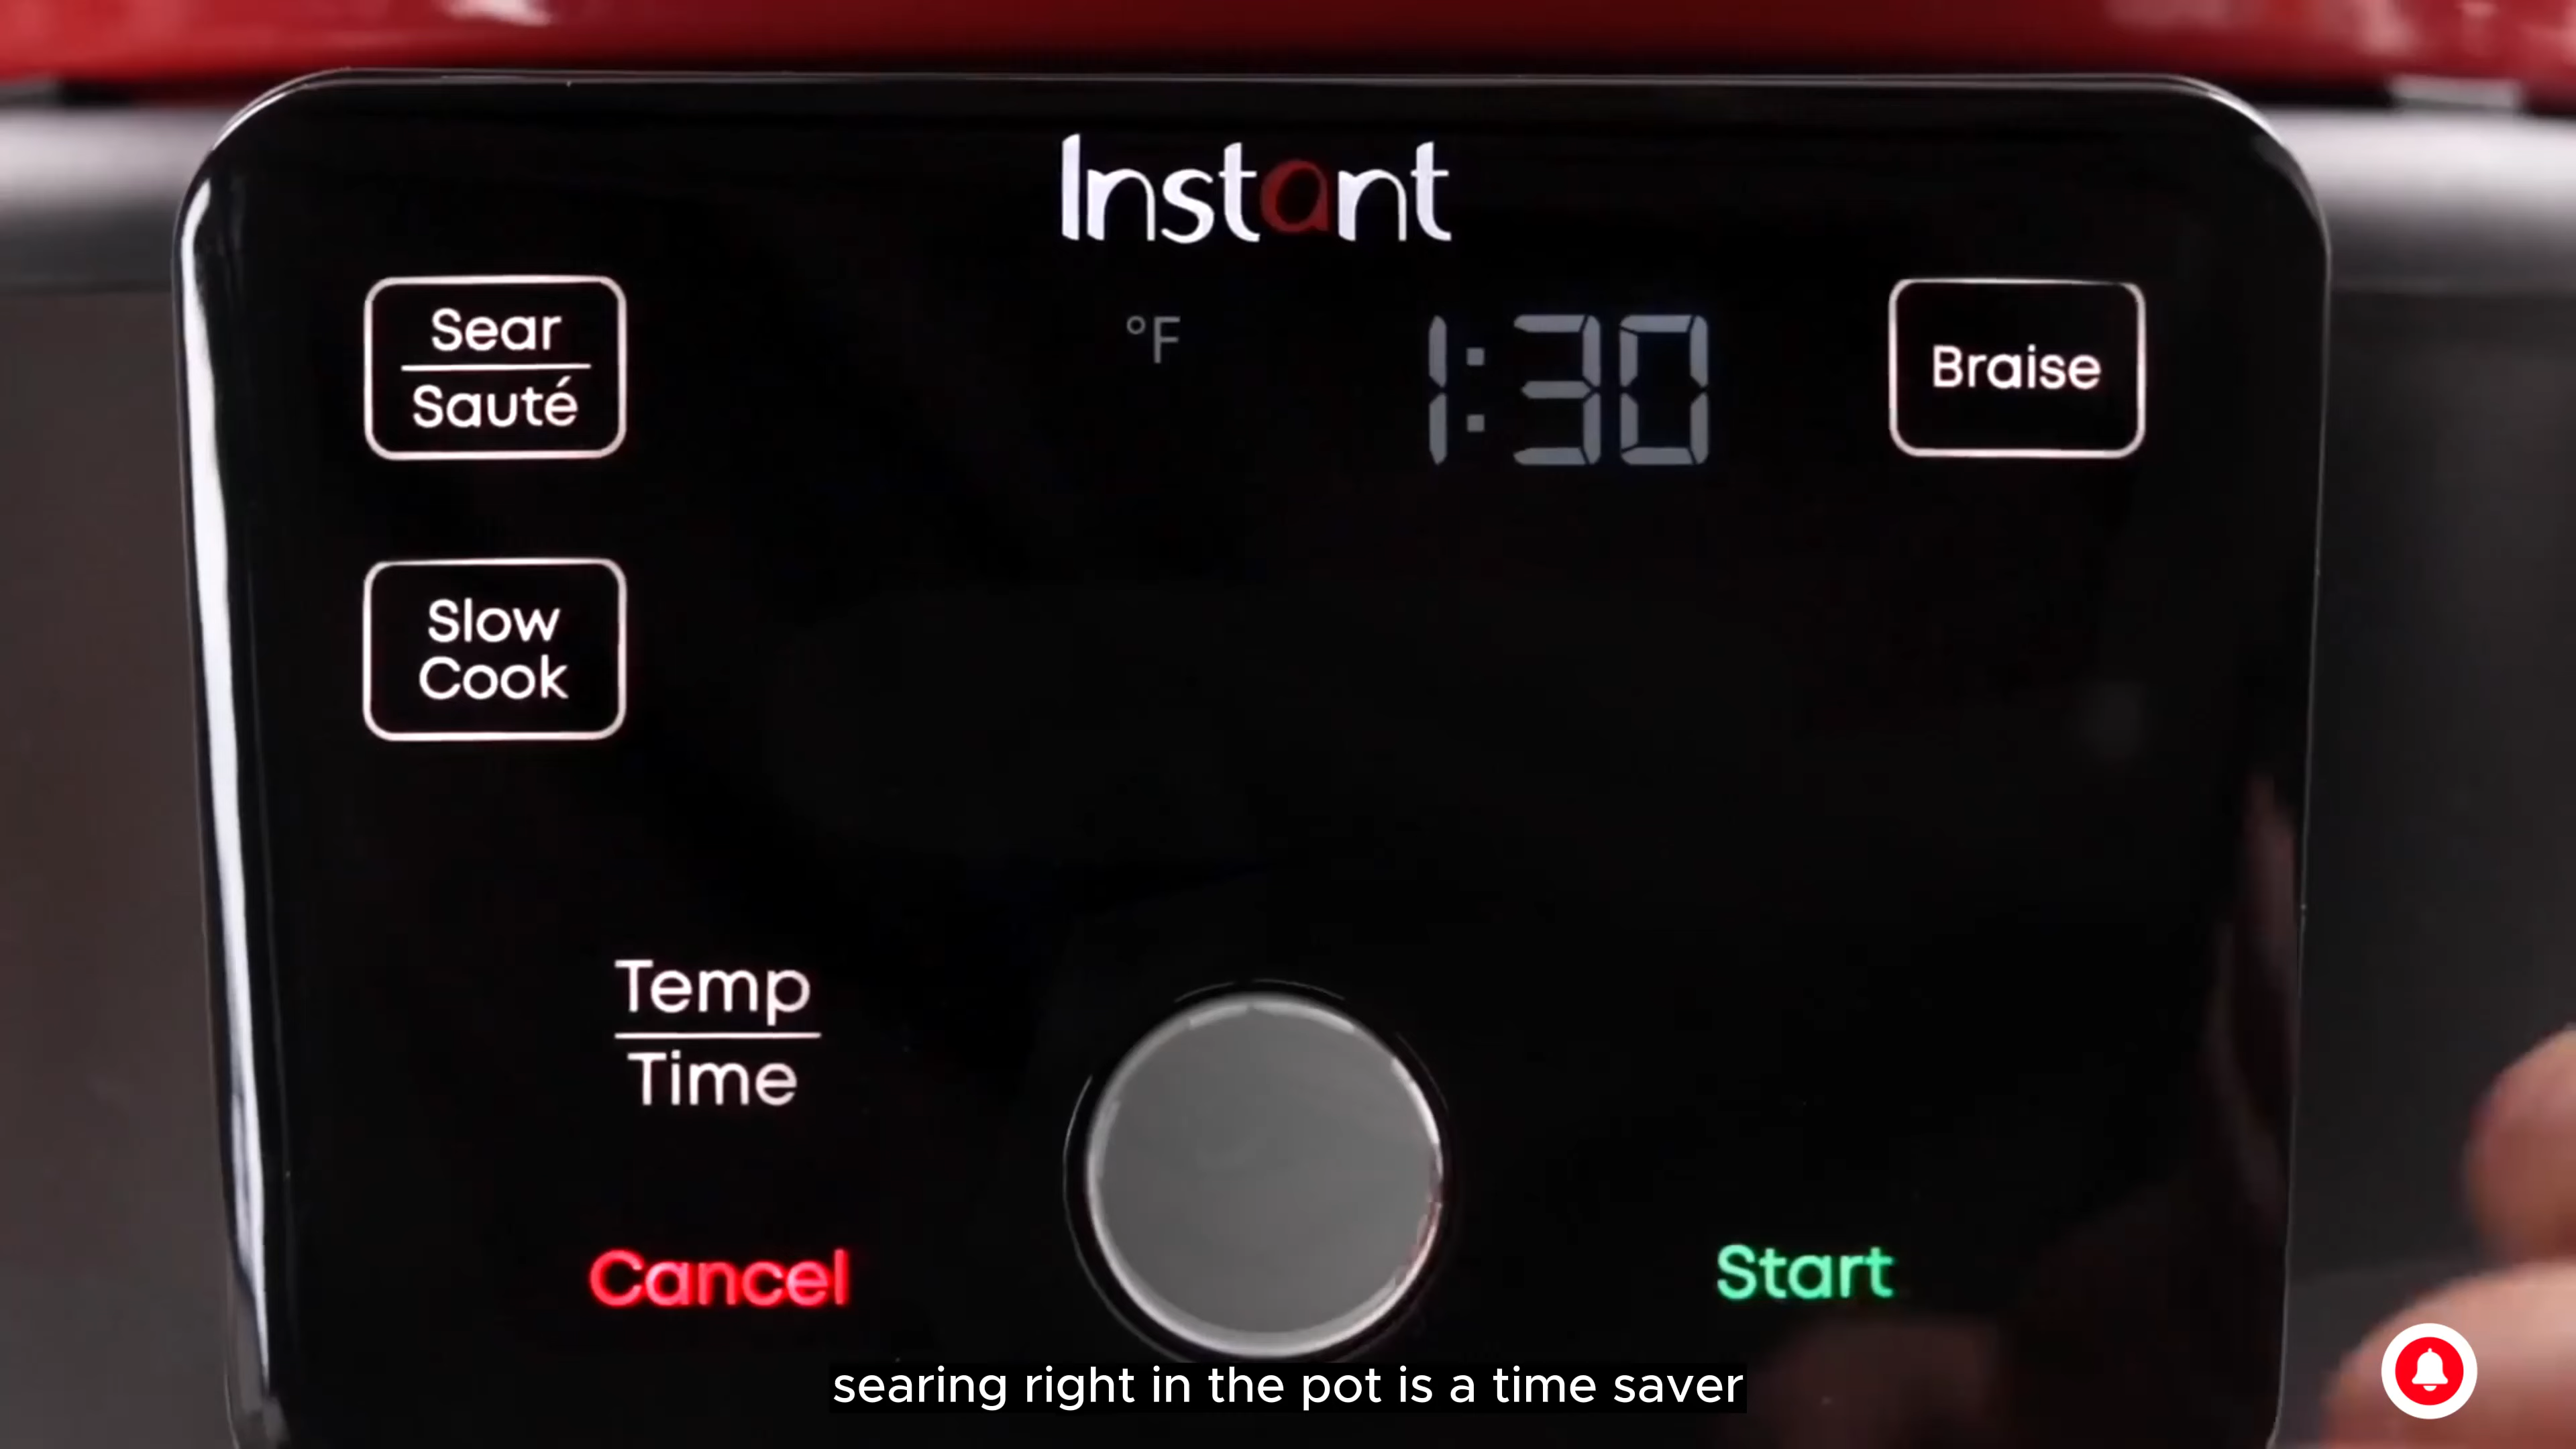 Instant
Sear
Sauté
°F
1:30
Braise
Slow
Cook
Temp
Time
Cancel
Start
searing right in the pot is a time saver